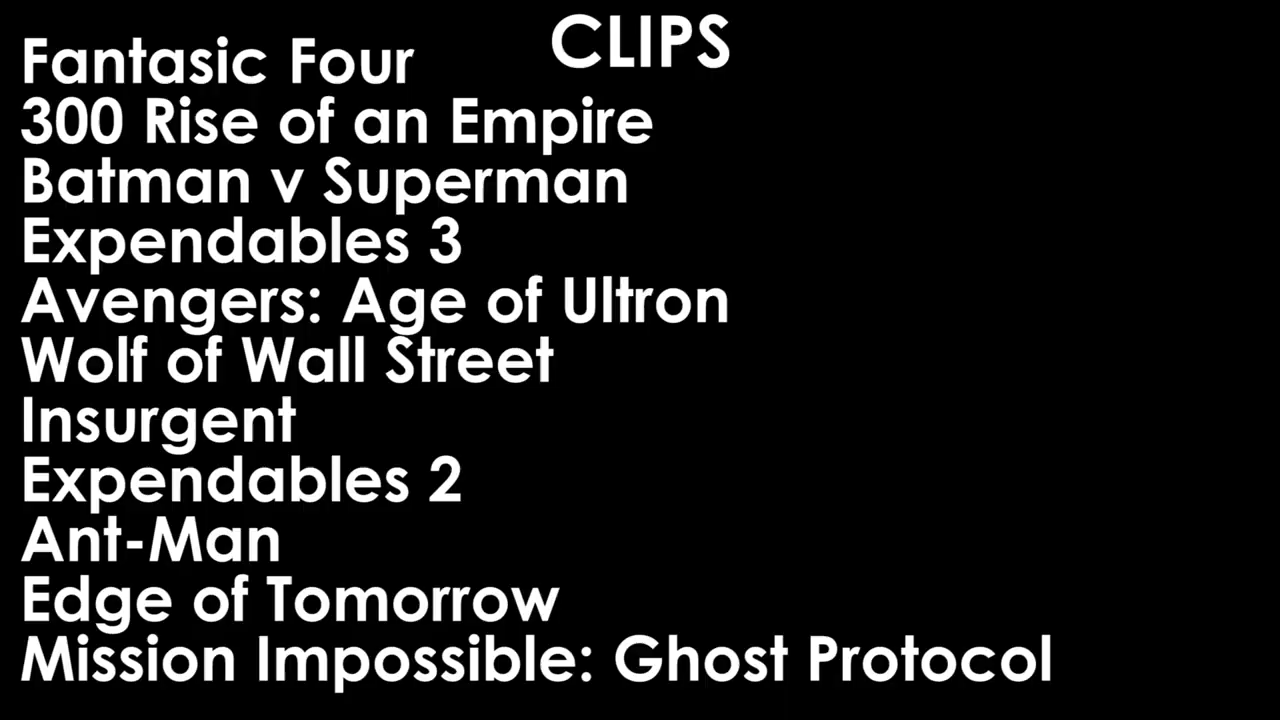 CLIPS
Fantasic Four
300 Rise of an Empire
Batman v Superman
Expendables 3
Avengers: Age of Ultron
Wolf of Wall Street
Insurgent
Expendables 2
Ant-Man
Edge of Tomorrow
Mission Impossible: Ghost Protocol